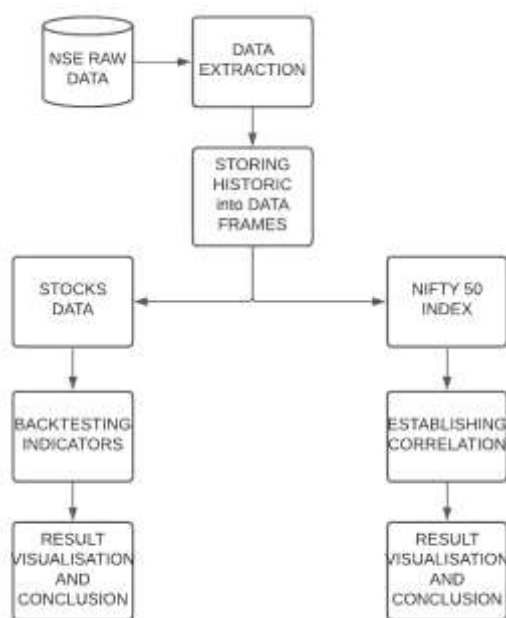 NSE RAW
DATA
DATA
EXTRACTION
STORING
HISTORIC
into DATA
FRAMES
STOCKS
DATA
NIFTY 50
INDEX
BACKTESTING
INDICATORS
ESTABLISHING
CORRELATION
RESULT
VISUALISATION
AND
CONCLUSION
RESULT
VISUALISATION
AND
CONCLUSION